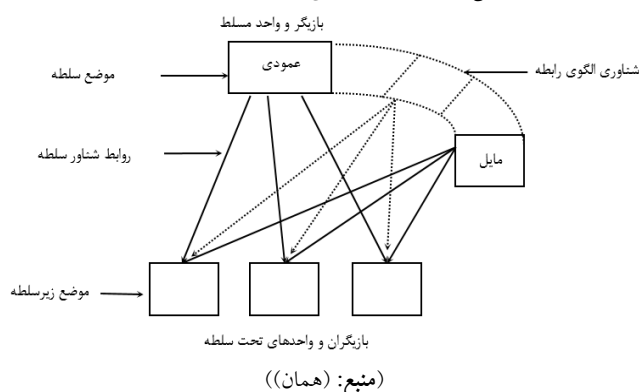 بازیگر و واحد مسلط
عمودی
موضع سلطه
شناوری الگوی رابطه
روابط شناور سلطه
مایل
موضع زیرسلطه
بازیگران و واحدهای تحت سلطه
(منبع: (همان))